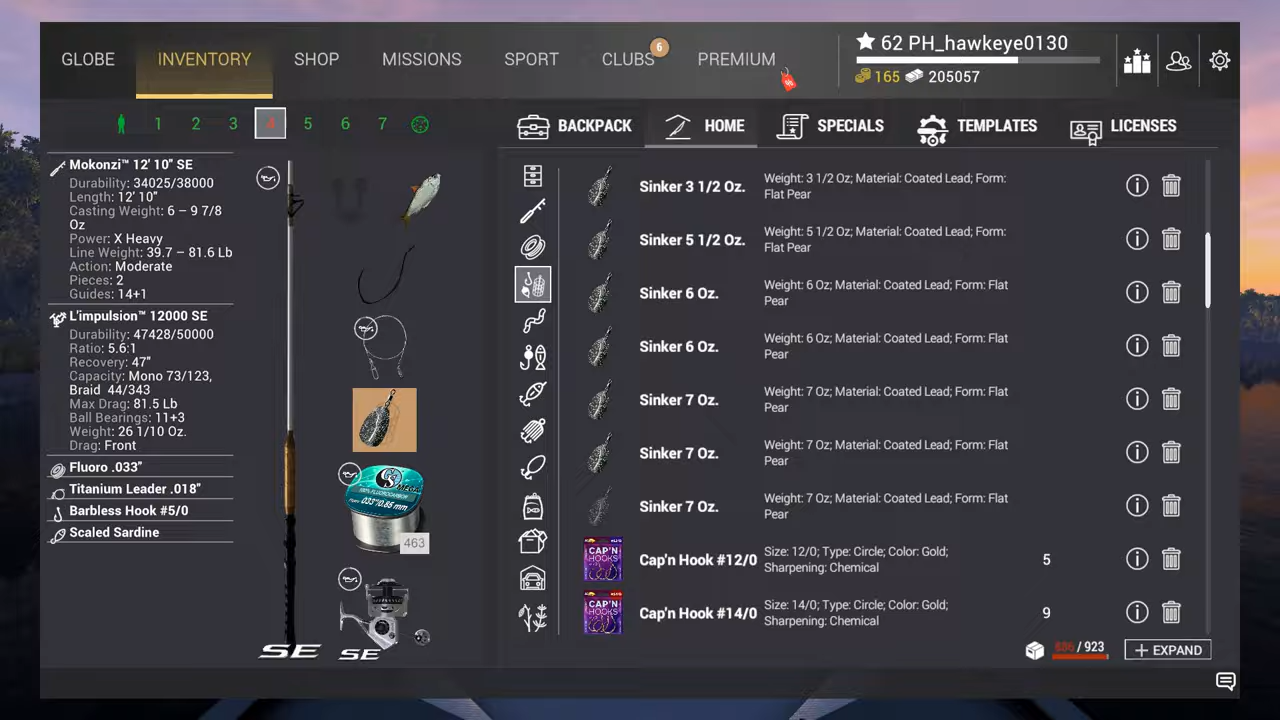 GLOBE INVENTORY SHOP MISSIONS SPORT CLUBS 6 PREMIUM
62 PH_hawkeye0130
165 205057
1 2 3 4 5 6 7
BACKPACK HOME SPECIALS TEMPLATES LICENSES
Mokonzi™ 12' 10" SE
Durability: 34025/38000
Length: 12' 10"
Casting Weight: 6 – 9 7/8
Oz
Power: X Heavy
Line Weight: 39.7 – 81.6 Lb
Action: Moderate
Pieces: 2
Guides: 14+1
L'impulsion™ 12000 SE
Durability: 47428/50000
Ratio: 5.6:1
Recovery: 47"
Capacity: Mono 73/123,
Braid 44/343
Max Drag: 81.5 Lb
Ball Bearings: 11+3
Weight: 26 1/10 Oz.
Drag: Front
Fluoro .033"
Titanium Leader .018"
Barbless Hook #5/0
Scaled Sardine
100% FLUOROCARBON
.033"/0.85 mm
463
SE
SE
Sinker 3 1/2 Oz. Weight: 3 1/2 Oz; Material: Coated Lead; Form:
Flat Pear
Sinker 5 1/2 Oz. Weight: 5 1/2 Oz; Material: Coated Lead; Form:
Flat Pear
Sinker 6 Oz. Weight: 6 Oz; Material: Coated Lead; Form: Flat
Pear
Sinker 6 Oz. Weight: 6 Oz; Material: Coated Lead; Form: Flat
Pear
Sinker 7 Oz. Weight: 7 Oz; Material: Coated Lead; Form: Flat
Pear
Sinker 7 Oz. Weight: 7 Oz; Material: Coated Lead; Form: Flat
Pear
Sinker 7 Oz. Weight: 7 Oz; Material: Coated Lead; Form: Flat
Pear
CAP'N
HOOKS
Cap'n Hook #12/0 Size: 12/0; Type: Circle; Color: Gold;
Sharpening: Chemical
5
CAP'N
HOOKS
Cap'n Hook #14/0 Size: 14/0; Type: Circle; Color: Gold;
Sharpening: Chemical
9
/ 923
+ EXPAND